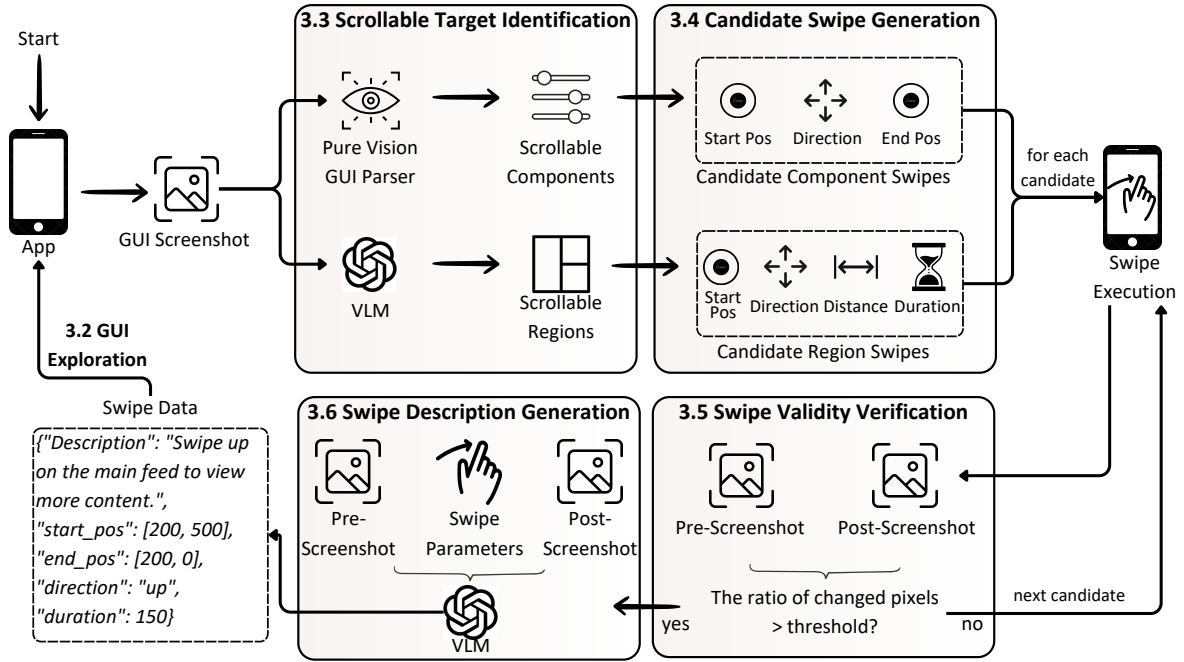 Start
App
GUI Screenshot
3.3 Scrollable Target Identification
Pure Vision
GUI Parser
Scrollable
Components
VLM
Scrollable
Regions
3.4 Candidate Swipe Generation
Start Pos
Direction
End Pos
Candidate Component Swipes
Start
Pos
Direction
Distance
Duration
Candidate Region Swipes
for each
candidate
Swipe
Execution
3.5 Swipe Validity Verification
Pre-Screenshot
Post-Screenshot
The ratio of changed pixels
> threshold?
yes
no
next candidate
3.6 Swipe Description Generation
Pre-
Screenshot
Swipe
Parameters
Post-
Screenshot
VLM
3.2 GUI
Exploration
Swipe Data
{"Description": "Swipe up
on the main feed to view
more content.",
"start_pos": [200, 500],
"end_pos": [200, 0],
"direction": "up",
"duration": 150}